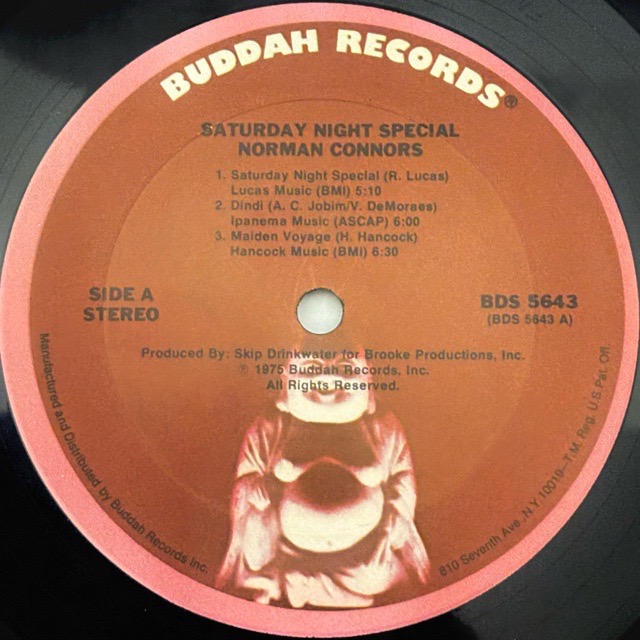 BUDDAH RECORDS®
SATURDAY NIGHT SPECIAL
NORMAN CONNORS
1. Saturday Night Special (R. Lucas)
Lucas Music (BMI) 5:10
2. Dindi (A. C. Jobim/V. DeMoraes)
Ipanema Music (ASCAP) 6:00
3. Maiden Voyage (H. Hancock)
Hancock Music (BMI) 6:30
SIDE A
STEREO
BDS 5643
(BDS 5643 A)
Produced By: Skip Drinkwater for Brooke Productions, Inc.
℗ 1975 Buddah Records, Inc.
All Rights Reserved.
Manufactured and Distributed by Buddah Records Inc.
810 Seventh Ave., N.Y. 10019—T.M. Reg. U.S. Pat. Off.